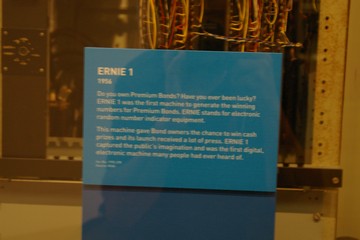 ERNIE 1
1956
Do you own Premium Bonds? Have you ever been lucky?
ERNIE 1 was the first machine to generate the winning
numbers for Premium Bonds. ERNIE stands for electronic
random number indicator equipment.
This machine gave Bond owners the chance to win cash
prizes and its launch received a lot of press. ERNIE 1
captured the public's imagination and was the first digital,
electronic machine many people had ever heard of.